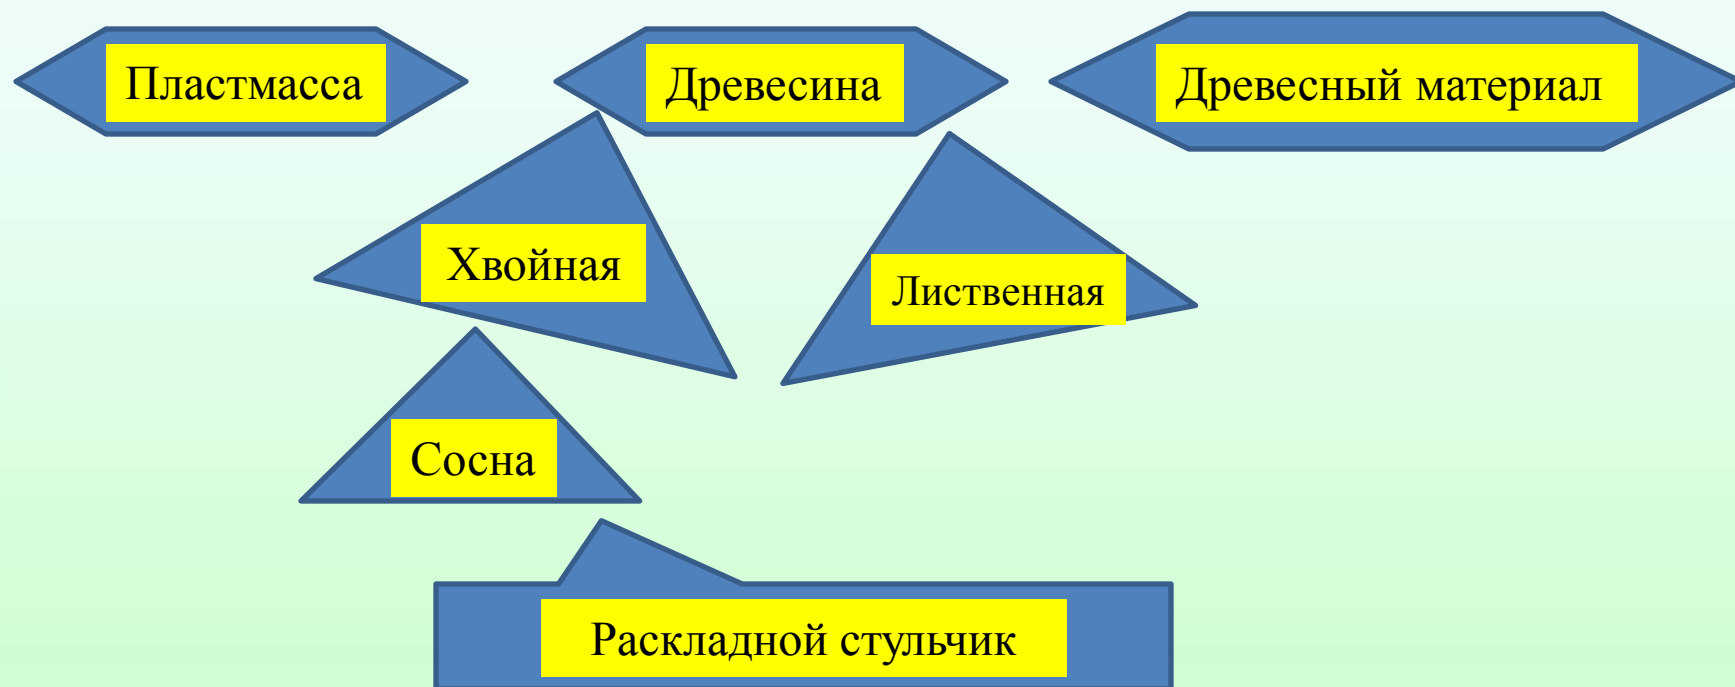 Пластмасса
Древесина
Древесный материал
Хвойная
Лиственная
Сосна
Раскладной стульчик